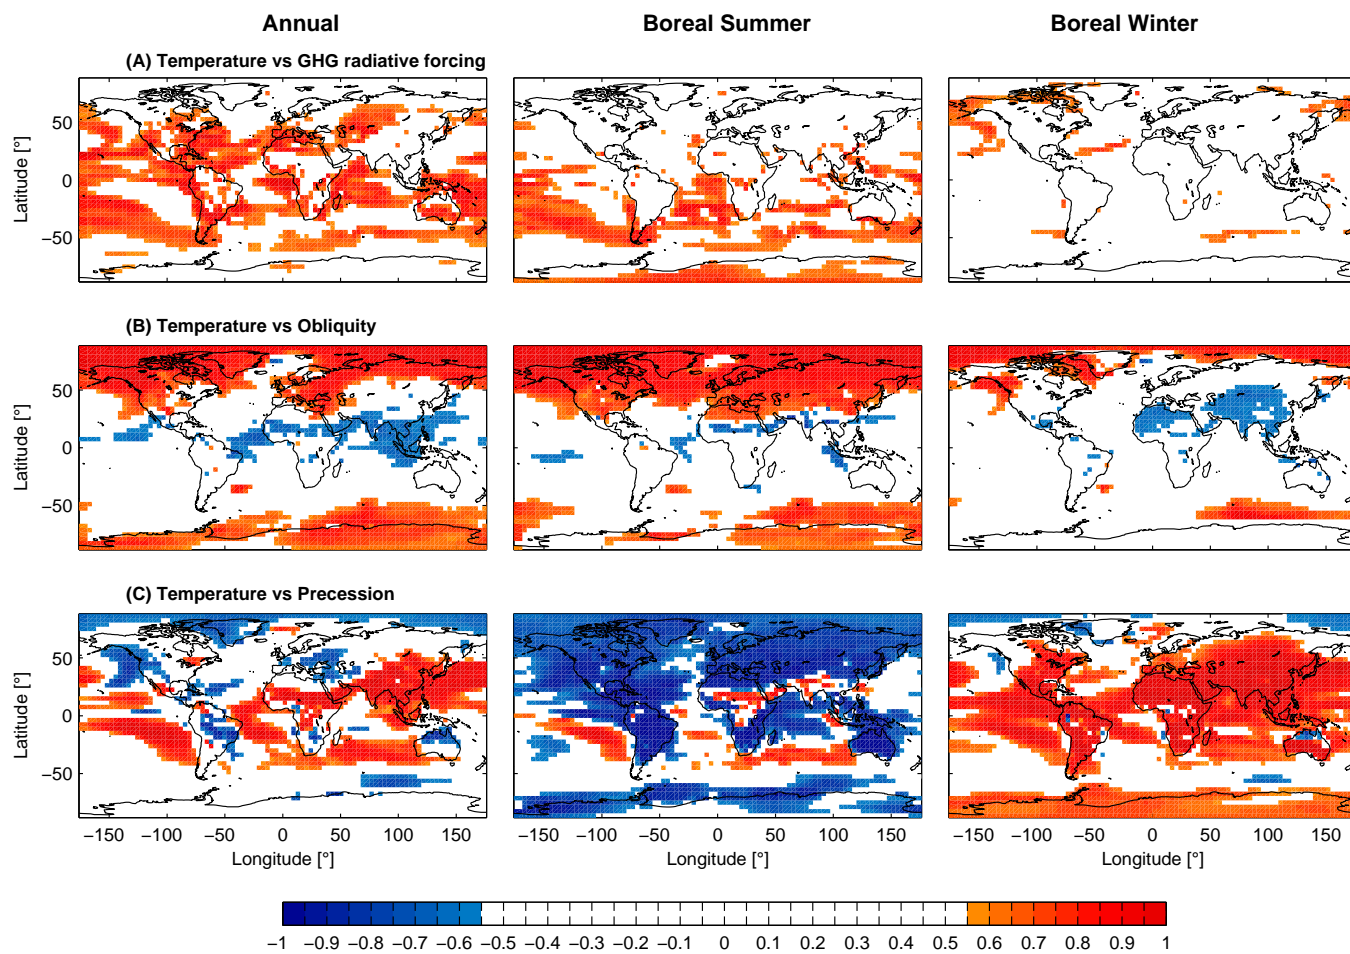 Annual Boreal Summer Boreal Winter
(A) Temperature vs GHG radiative forcing
50
0
−50
Latitude [°]
(B) Temperature vs Obliquity
50
0
−50
Latitude [°]
(C) Temperature vs Precession
50
0
−50
Latitude [°]
−150 −100 −50 0 50 100 150 −150 −100 −50 0 50 100 150 −150 −100 −50 0 50 100 150
Longitude [°] Longitude [°] Longitude [°]
−1 −0.9 −0.8 −0.7 −0.6 −0.5 −0.4 −0.3 −0.2 −0.1 0 0.1 0.2 0.3 0.4 0.5 0.6 0.7 0.8 0.9 1